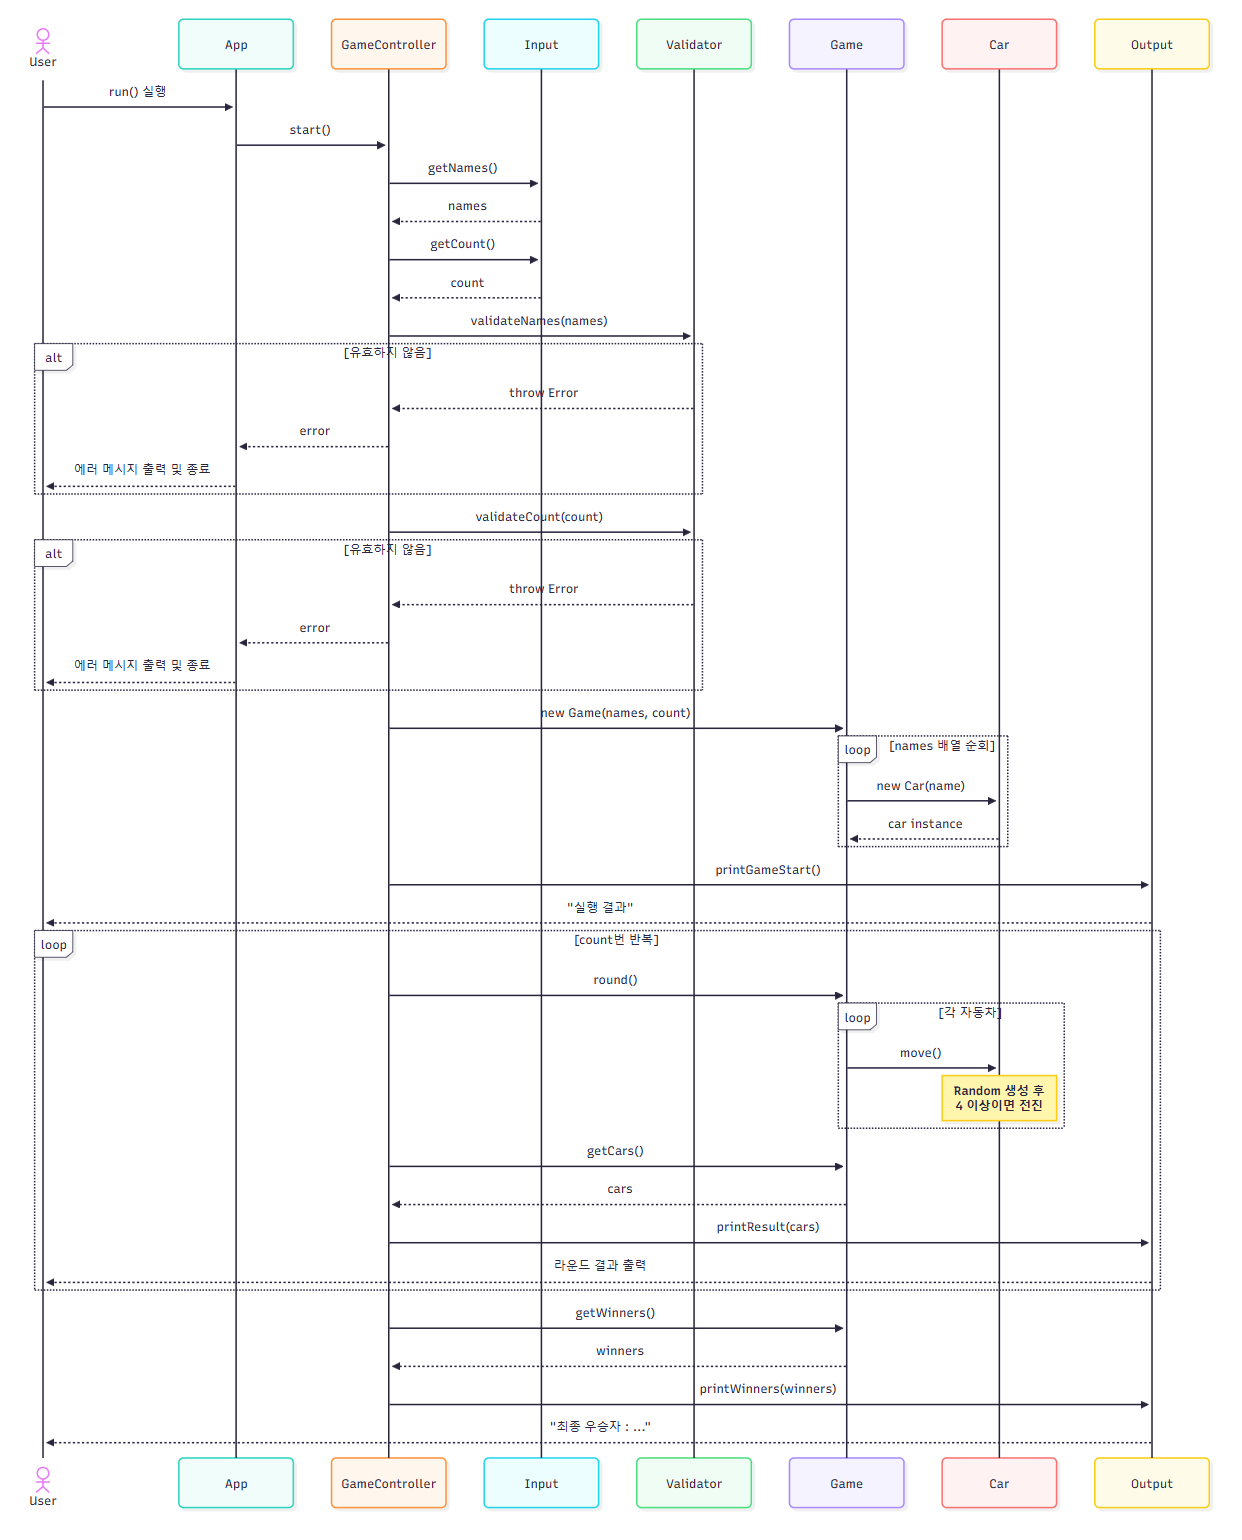 User
App
GameController
Input
Validator
Game
Car
Output
run() 실행
start()
getNames()
names
getCount()
count
validateNames(names)
alt
[유효하지 않음]
throw Error
error
에러 메시지 출력 및 종료
validateCount(count)
alt
[유효하지 않음]
throw Error
error
에러 메시지 출력 및 종료
new Game(names, count)
loop
[names 배열 순회]
new Car(name)
car instance
printGameStart()
"실행 결과"
loop
[count번 반복]
round()
loop
[각 자동차]
move()
Random 생성 후
4 이상이면 전진
getCars()
cars
printResult(cars)
라운드 결과 출력
getWinners()
winners
printWinners(winners)
"최종 우승자 : ..."
User
App
GameController
Input
Validator
Game
Car
Output